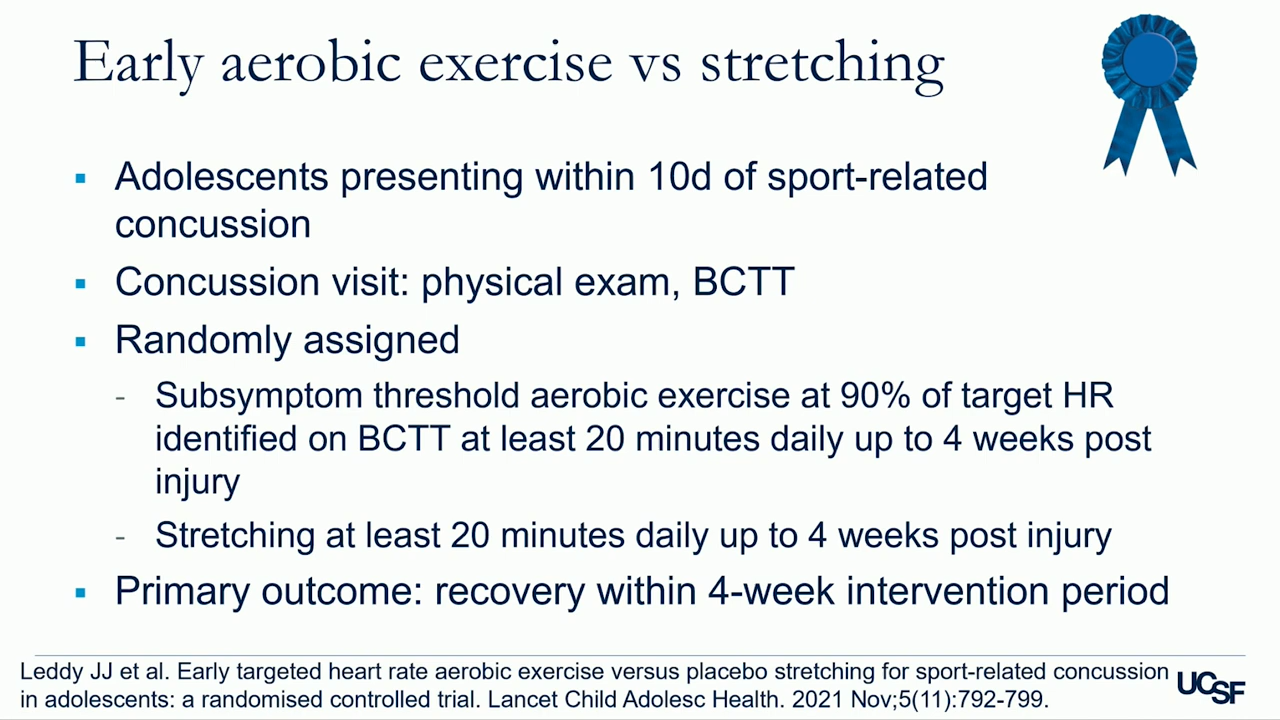 Early aerobic exercise vs stretching
▪ Adolescents presenting within 10d of sport-related
concussion
▪ Concussion visit: physical exam, BCTT
▪ Randomly assigned
- Subsymptom threshold aerobic exercise at 90% of target HR
identified on BCTT at least 20 minutes daily up to 4 weeks post
injury
- Stretching at least 20 minutes daily up to 4 weeks post injury
▪ Primary outcome: recovery within 4-week intervention period
Leddy JJ et al. Early targeted heart rate aerobic exercise versus placebo stretching for sport-related concussion
in adolescents: a randomised controlled trial. Lancet Child Adolesc Health. 2021 Nov;5(11):792-799.
UCSF